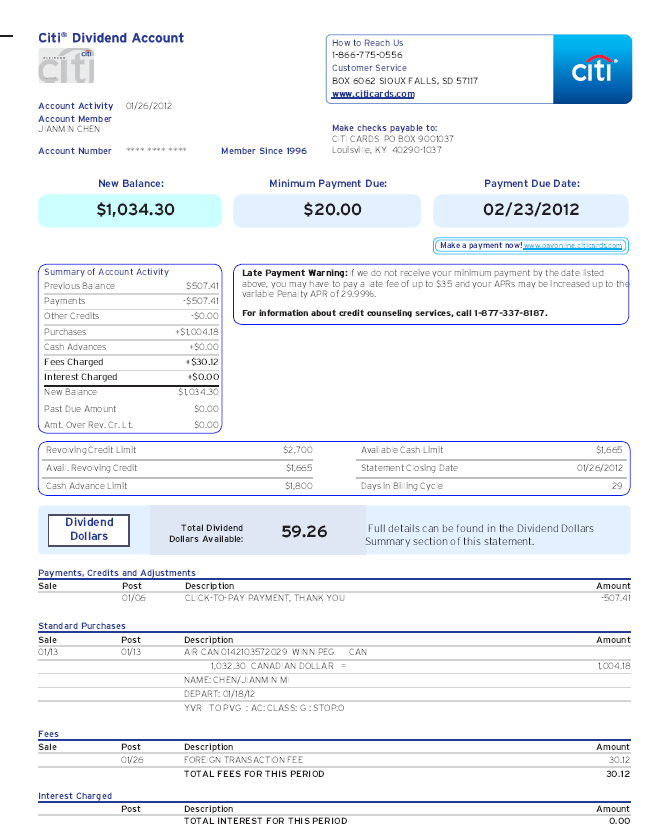 Citi® Dividend Account
citi
How to Reach Us
1-866-775-0556
Customer Service
BOX 6062 SIOUX FALLS, SD 57117
www.citicards.com
citi
Account Activity 01/26/2012
Account Member
JIANMIN CHEN
Account Number **** **** **** Member Since 1996
Make checks payable to:
CITI CARDS PO BOX 9001037
Louisville, KY 40290-1037
New Balance: Minimum Payment Due: Payment Due Date:
$1,034.30 $20.00 02/23/2012
Make a payment now! www.payonline.citicards.com
Summary of Account Activity
Previous Balance $507.41
Payments -$507.41
Other Credits -$0.00
Purchases +$1,004.18
Cash Advances +$0.00
Fees Charged +$30.12
Interest Charged +$0.00
New Balance $1,034.30
Past Due Amount $0.00
Amt. Over Rev. Cr. Lt. $0.00
Late Payment Warning: if we do not receive your minimum payment by the date listed
above, you may have to pay a late fee of up to $35 and your APRs may be increased up to the
variable Penalty APR of 29.99%.
For information about credit counseling services, call 1-877-337-8187.
Revolving Credit Limit $2,700 Available Cash Limit $1,665
Avail. Revolving Credit $1,665 Statement Closing Date 01/26/2012
Cash Advance Limit $1,800 Days in Billing Cycle 29
Dividend
Dollars
Total Dividend
Dollars Available:
59.26
Full details can be found in the Dividend Dollars
Summary section of this statement.
Payments, Credits and Adjustments
Sale Post Description Amount
01/06 CLICK-TO-PAY PAYMENT, THANK YOU -507.41
Standard Purchases
Sale Post Description Amount
01/13 01/13 AIR CAN 0142103572029 WINNIPEG CAN
1,032.30 CANADIAN DOLLAR = 1,004.18
NAME: CHEN/JIANMIN MI
DEPART: 01/18/12
YVR TO PVG : AC: CLASS: G : STOP:O
Fees
Sale Post Description Amount
01/26 FOREIGN TRANSACTION FEE 30.12
TOTAL FEES FOR THIS PERIOD 30.12
Interest Charged
Post Description Amount
TOTAL INTEREST FOR THIS PERIOD 0.00